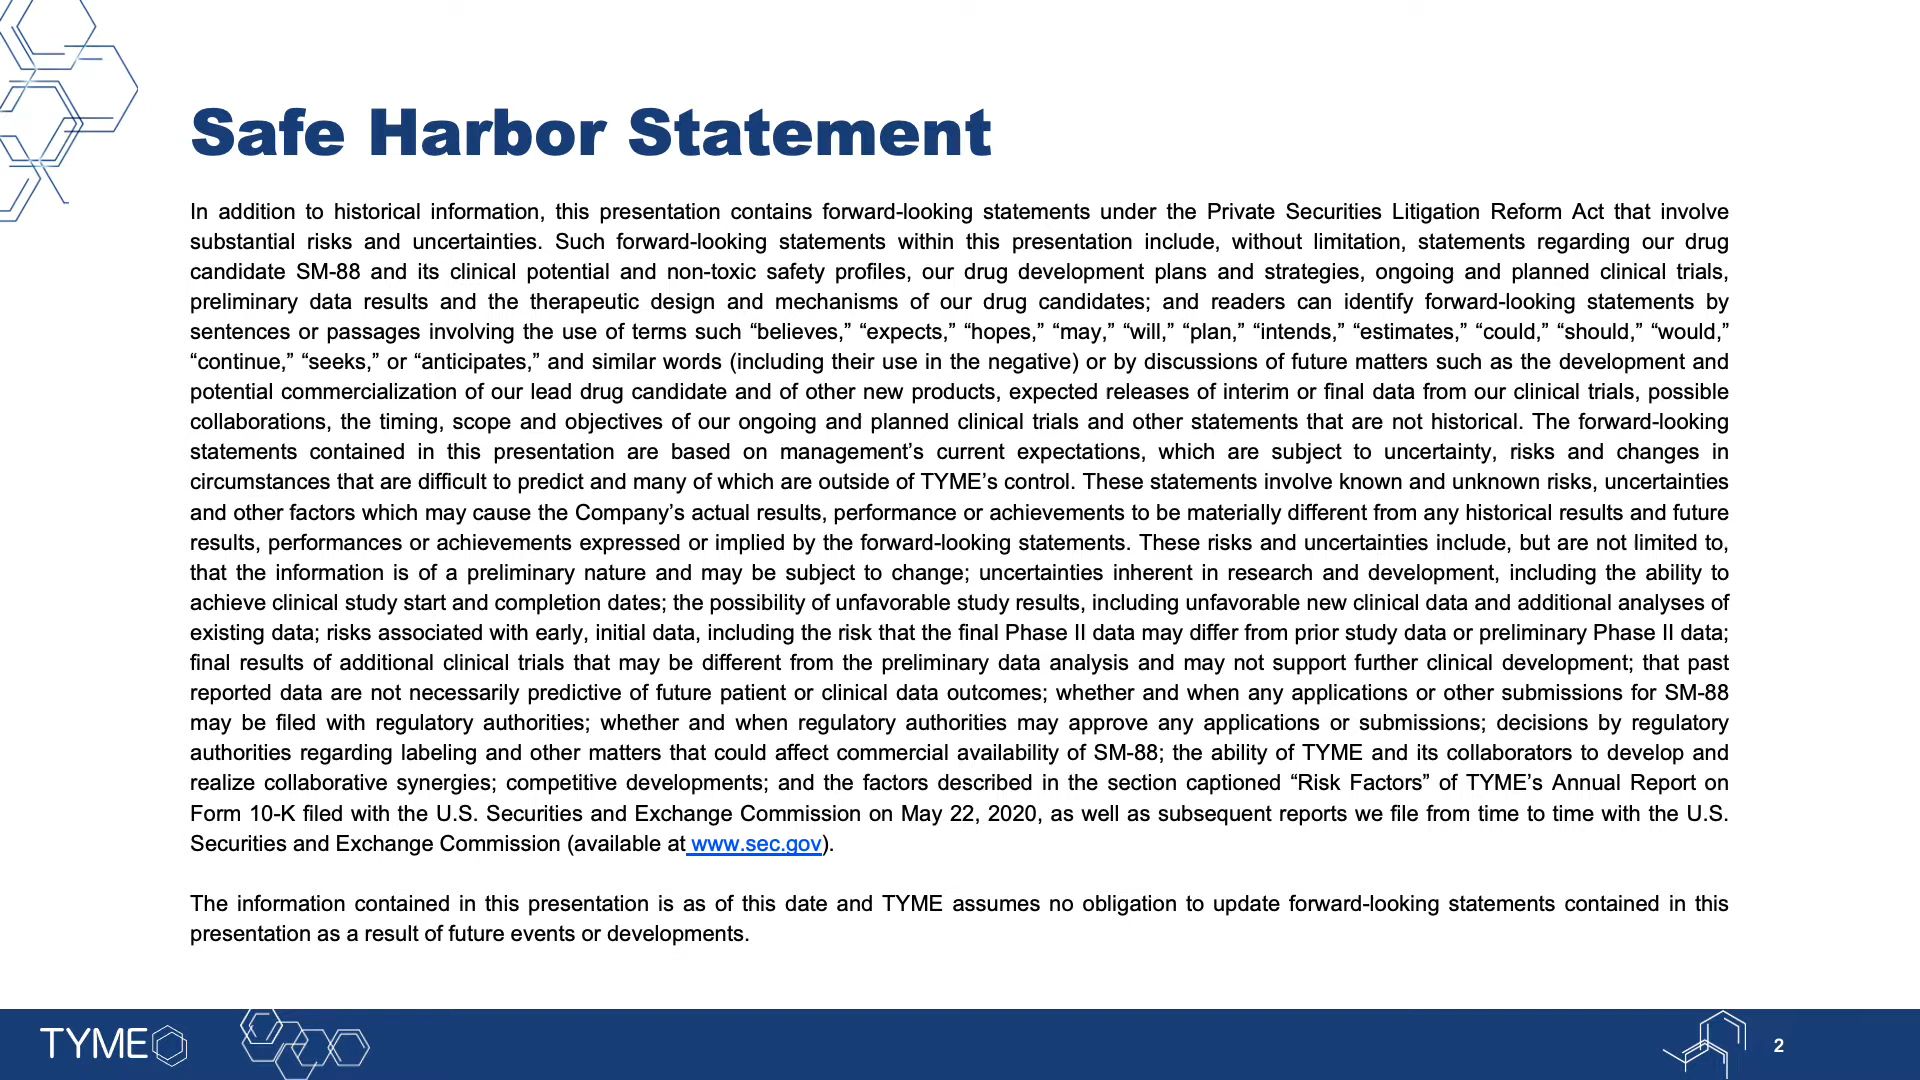 Safe Harbor Statement
In addition to historical information, this presentation contains forward-looking statements under the Private Securities Litigation Reform Act that involve
substantial risks and uncertainties. Such forward-looking statements within this presentation include, without limitation, statements regarding our drug
candidate SM-88 and its clinical potential and non-toxic safety profiles, our drug development plans and strategies, ongoing and planned clinical trials,
preliminary data results and the therapeutic design and mechanisms of our drug candidates; and readers can identify forward-looking statements by
sentences or passages involving the use of terms such “believes,” “expects,” “hopes,” “may,” “will,” “plan,” “intends,” “estimates,” “could,” “should,” “would,”
“continue,” “seeks,” or “anticipates,” and similar words (including their use in the negative) or by discussions of future matters such as the development and
potential commercialization of our lead drug candidate and of other new products, expected releases of interim or final data from our clinical trials, possible
collaborations, the timing, scope and objectives of our ongoing and planned clinical trials and other statements that are not historical. The forward-looking
statements contained in this presentation are based on management’s current expectations, which are subject to uncertainty, risks and changes in
circumstances that are difficult to predict and many of which are outside of TYME’s control. These statements involve known and unknown risks, uncertainties
and other factors which may cause the Company’s actual results, performance or achievements to be materially different from any historical results and future
results, performances or achievements expressed or implied by the forward-looking statements. These risks and uncertainties include, but are not limited to,
that the information is of a preliminary nature and may be subject to change; uncertainties inherent in research and development, including the ability to
achieve clinical study start and completion dates; the possibility of unfavorable study results, including unfavorable new clinical data and additional analyses of
existing data; risks associated with early, initial data, including the risk that the final Phase II data may differ from prior study data or preliminary Phase II data;
final results of additional clinical trials that may be different from the preliminary data analysis and may not support further clinical development; that past
reported data are not necessarily predictive of future patient or clinical data outcomes; whether and when any applications or other submissions for SM-88
may be filed with regulatory authorities; whether and when regulatory authorities may approve any applications or submissions; decisions by regulatory
authorities regarding labeling and other matters that could affect commercial availability of SM-88; the ability of TYME and its collaborators to develop and
realize collaborative synergies; competitive developments; and the factors described in the section captioned “Risk Factors” of TYME’s Annual Report on
Form 10-K filed with the U.S. Securities and Exchange Commission on May 22, 2020, as well as subsequent reports we file from time to time with the U.S.
Securities and Exchange Commission (available at www.sec.gov).
The information contained in this presentation is as of this date and TYME assumes no obligation to update forward-looking statements contained in this
presentation as a result of future events or developments.
TYME
2